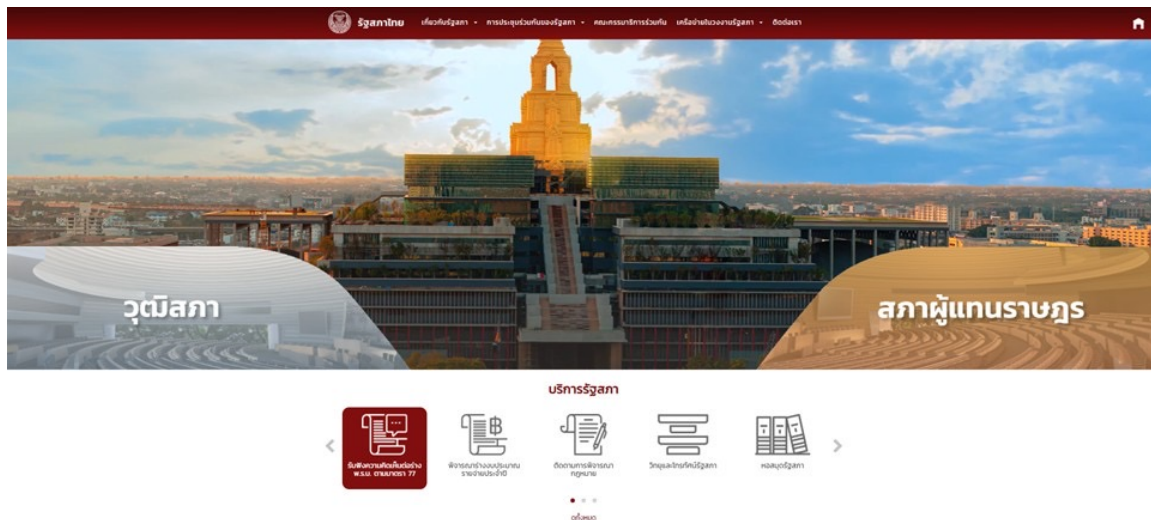 รัฐสภาไทย
เกี่ยวกับรัฐสภา
การประชุมร่วมกันของรัฐสภา
คณะกรรมาธิการร่วมกัน
เครือข่ายในวงงานรัฐสภา
ติดต่อเรา
วุฒิสภา
สภาผู้แทนราษฎร
บริการรัฐสภา
รับฟังความคิดเห็นต่อร่าง
พ.ร.บ. ตามมาตรา 77
พิจารณาร่างงบประมาณ
รายจ่ายประจำปี
ติดตามการพิจารณา
กฎหมาย
วิทยุและโทรทัศน์รัฐสภา
หอสมุดรัฐสภา
ดูทั้งหมด